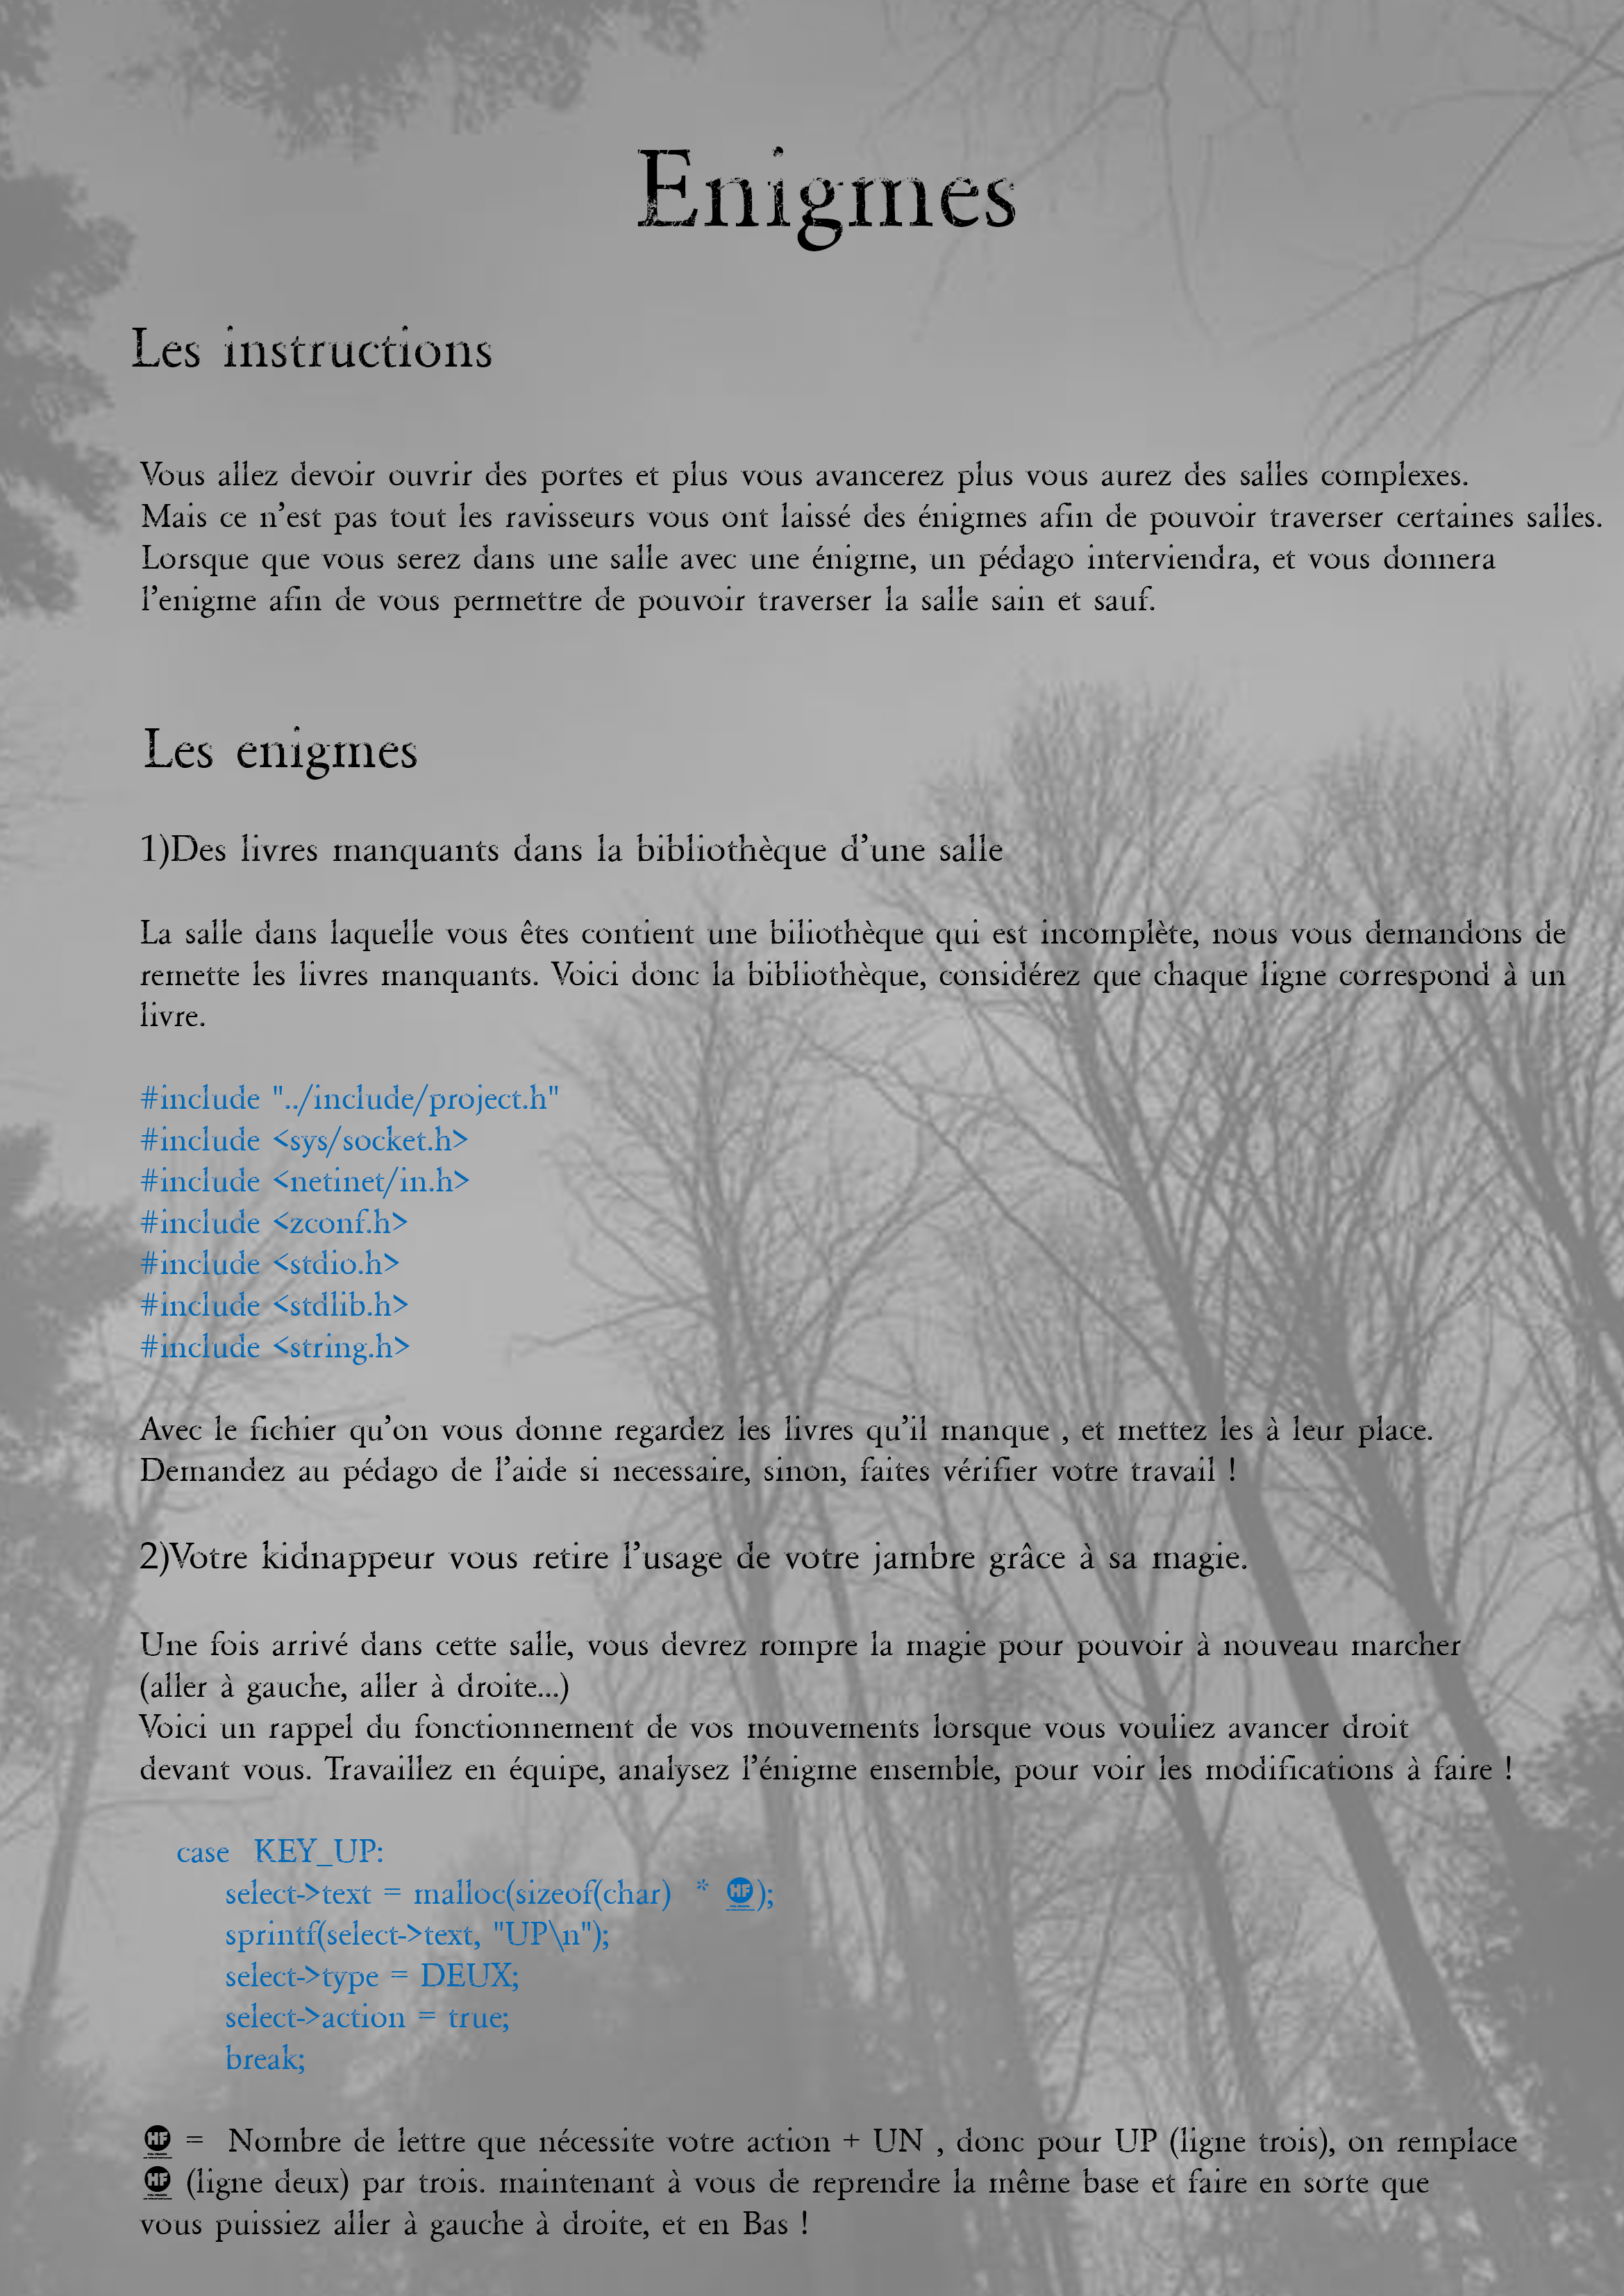 Enigmes
Les instructions
Vous allez devoir ouvrir des portes et plus vous avancerez plus vous aurez des salles complexes.
Mais ce n'est pas tout les ravisseurs vous ont laissé des énigmes afin de pouvoir traverser certaines salles.
Lorsque que vous serez dans une salle avec une énigme, un pédago interviendra, et vous donnera
l'enigme afin de vous permettre de pouvoir traverser la salle sain et sauf.
Les enigmes
1)Des livres manquants dans la bibliothèque d'une salle
La salle dans laquelle vous êtes contient une biliothèque qui est incomplète, nous vous demandons de
remette les livres manquants. Voici donc la bibliothèque, considérez que chaque ligne correspond à un
livre.
#include "../include/project.h"
#include <sys/socket.h>
#include <netinet/in.h>
#include <zconf.h>
#include <stdio.h>
#include <stdlib.h>
#include <string.h>
Avec le fichier qu'on vous donne regardez les livres qu'il manque , et mettez les à leur place.
Demandez au pédago de l'aide si necessaire, sinon, faites vérifier votre travail !
2)Votre kidnappeur vous retire l'usage de votre jambre grâce à sa magie.
Une fois arrivé dans cette salle, vous devrez rompre la magie pour pouvoir à nouveau marcher
(aller à gauche, aller à droite...)
Voici un rappel du fonctionnement de vos mouvements lorsque vous vouliez avancer droit
devant vous. Travaillez en équipe, analysez l'énigme ensemble, pour voir les modifications à faire !
case KEY_UP:
select->text = malloc(sizeof(char) * HF);
sprintf(select->text, "UP\n");
select->type = DEUX;
select->action = true;
break;
HF = Nombre de lettre que nécessite votre action + UN , donc pour UP (ligne trois), on remplace
HF (ligne deux) par trois. maintenant à vous de reprendre la même base et faire en sorte que
vous puissiez aller à gauche à droite, et en Bas !